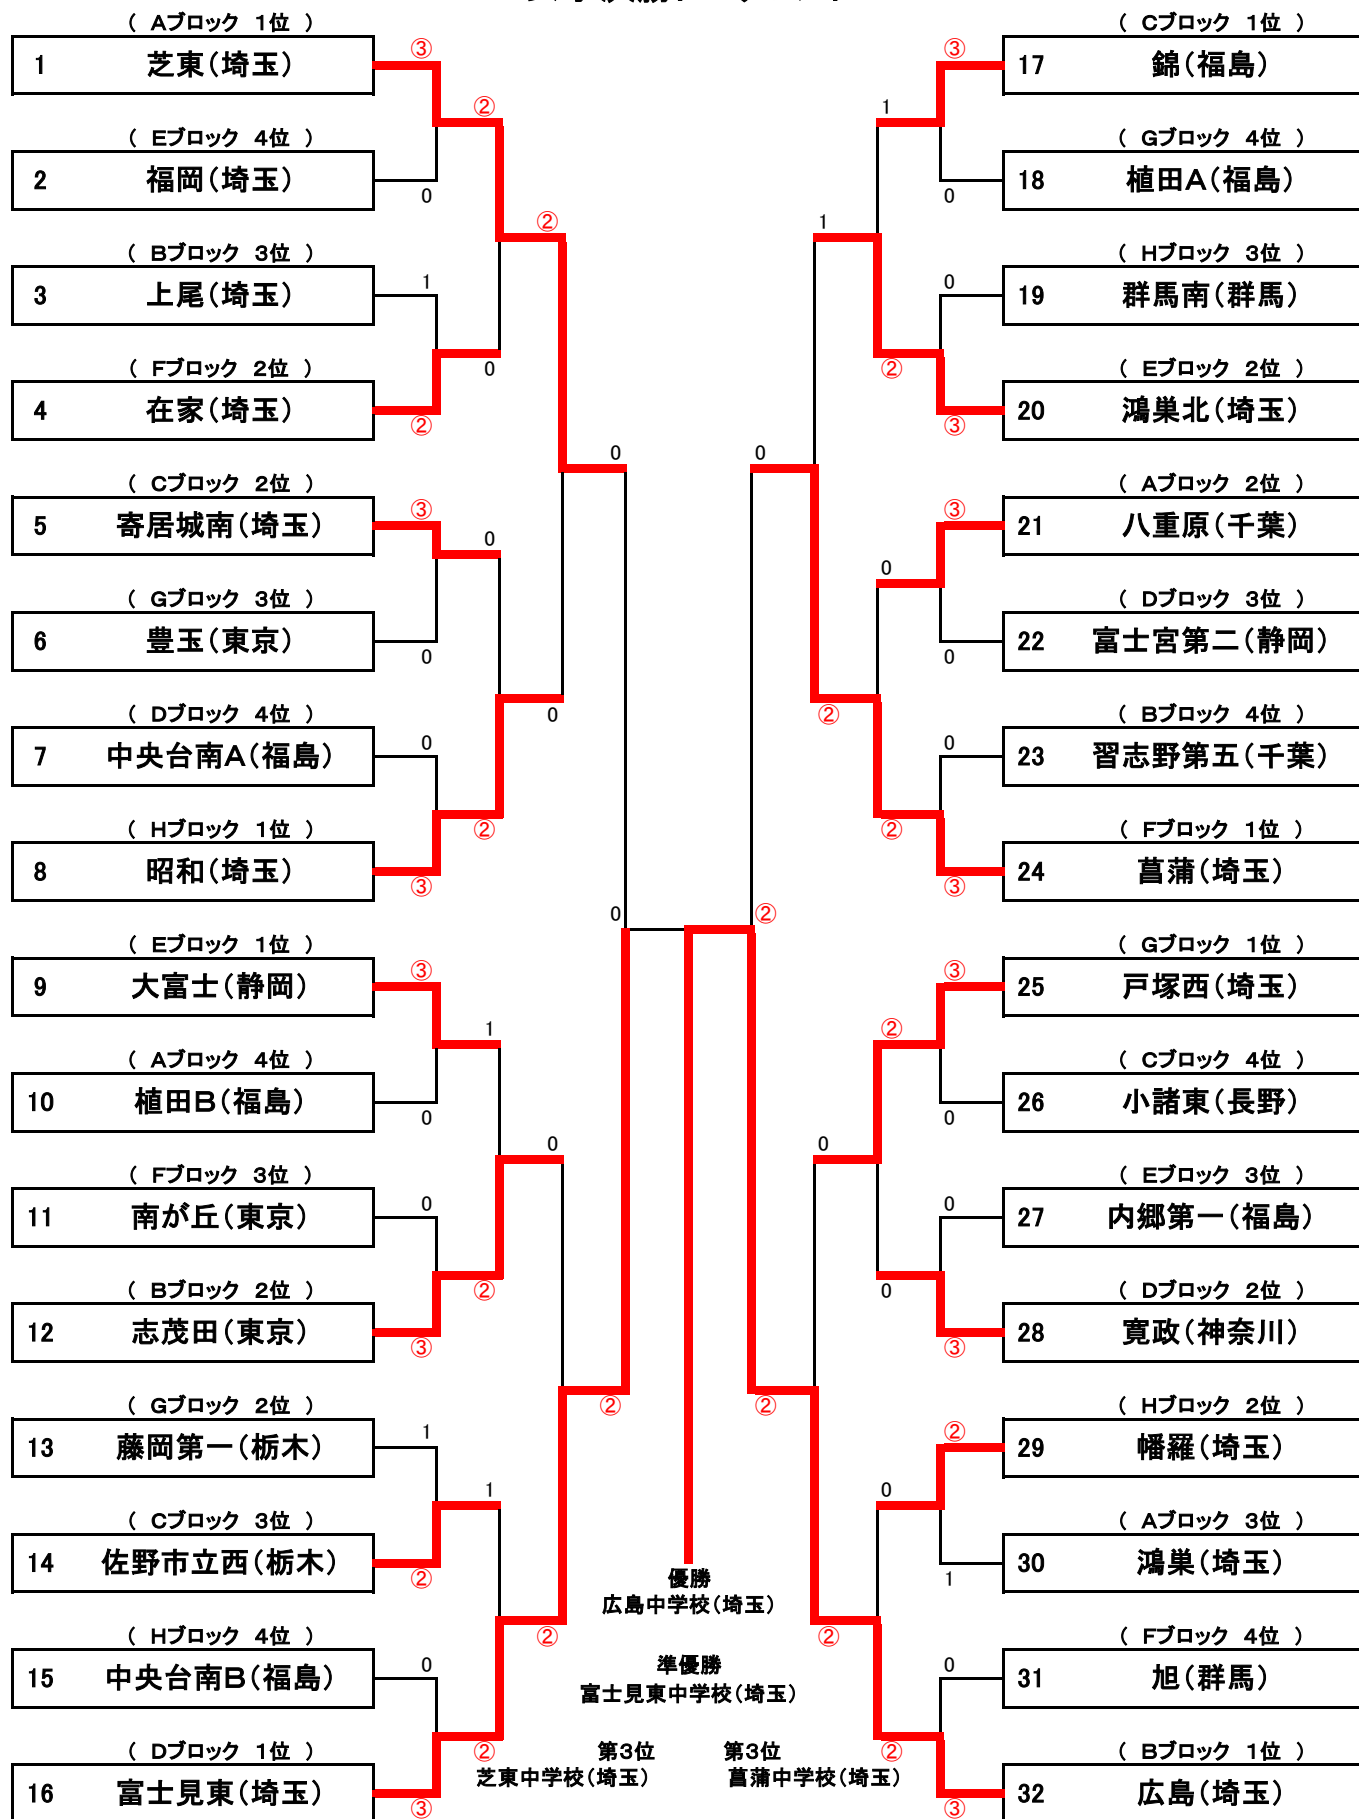 ( Aブロック 1位 )
1 芝東(埼玉)
③
②
( Eブロック 4位 )
2 福岡(埼玉)
0
②
( Bブロック 3位 )
3 上尾(埼玉)
1
( Fブロック 2位 )
4 在家(埼玉)
②
0
0
( Cブロック 2位 )
5 寄居城南(埼玉)
③
0
( Gブロック 3位 )
6 豊玉(東京)
0
0
( Dブロック 4位 )
7 中央台南A(福島)
0
( Hブロック 1位 )
8 昭和(埼玉)
③
②
0
( Eブロック 1位 )
9 大富士(静岡)
③
1
( Aブロック 4位 )
10 植田B(福島)
0
0
( Fブロック 3位 )
11 南が丘(東京)
0
( Bブロック 2位 )
12 志茂田(東京)
③
②
②
( Gブロック 2位 )
13 藤岡第一(栃木)
1
1
( Cブロック 3位 )
14 佐野市立西(栃木)
②
②
( Hブロック 4位 )
15 中央台南B(福島)
0
( Dブロック 1位 )
16 富士見東(埼玉)
③
②
( Cブロック 1位 )
17 錦(福島)
③
1
( Gブロック 4位 )
18 植田A(福島)
0
1
( Hブロック 3位 )
19 群馬南(群馬)
0
( Eブロック 2位 )
20 鴻巣北(埼玉)
③
②
0
( Aブロック 2位 )
21 八重原(千葉)
③
0
( Dブロック 3位 )
22 富士宮第二(静岡)
0
②
( Bブロック 4位 )
23 習志野第五(千葉)
0
( Fブロック 1位 )
24 菖蒲(埼玉)
③
②
②
( Gブロック 1位 )
25 戸塚西(埼玉)
③
②
( Cブロック 4位 )
26 小諸東(長野)
0
0
( Eブロック 3位 )
27 内郷第一(福島)
0
( Dブロック 2位 )
28 寛政(神奈川)
③
0
②
( Hブロック 2位 )
29 幡羅(埼玉)
②
0
( Aブロック 3位 )
30 鴻巣(埼玉)
1
②
( Fブロック 4位 )
31 旭(群馬)
0
( Bブロック 1位 )
32 広島(埼玉)
③
②
優勝
広島中学校(埼玉)
準優勝
富士見東中学校(埼玉)
第3位 第3位
芝東中学校(埼玉) 菖蒲中学校(埼玉)